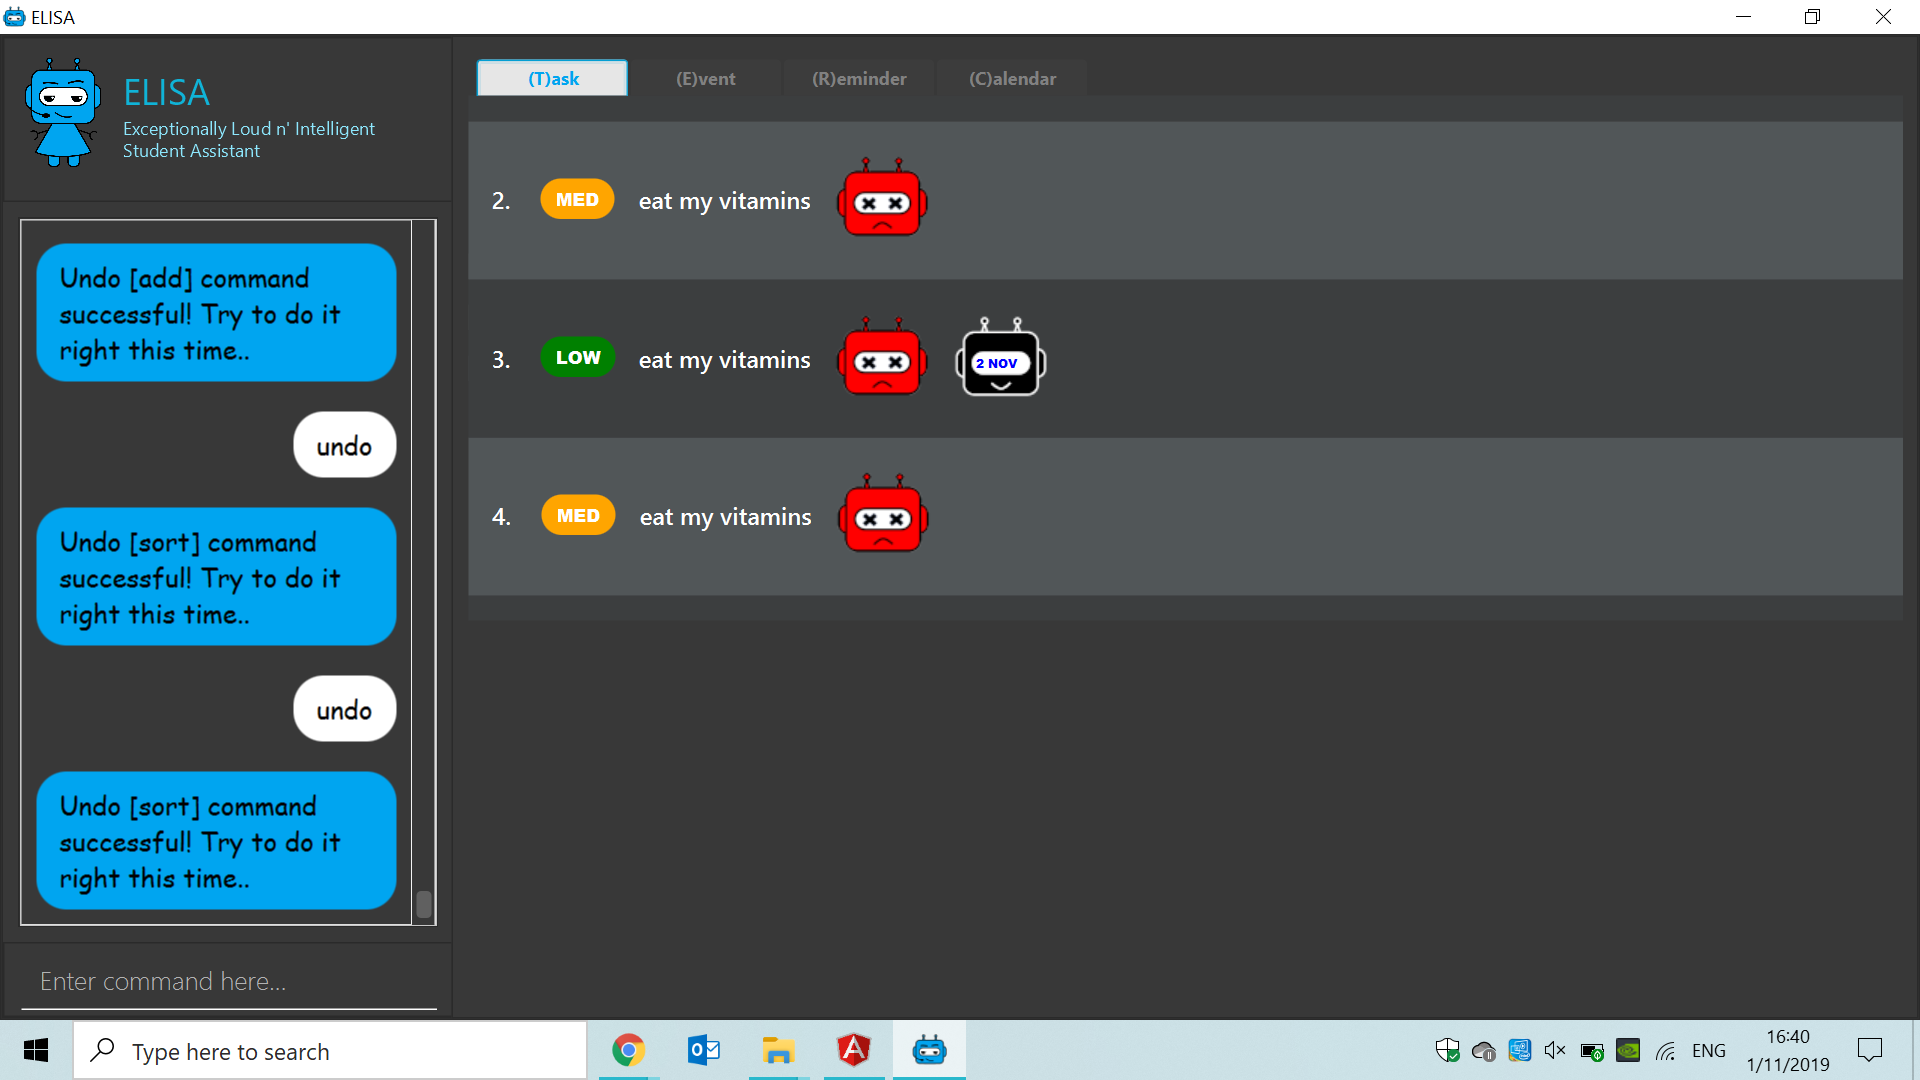 ELISA
ELISA
Exceptionally Loud n' Intelligent
Student Assistant
Undo [add] command
successful! Try to do it
right this time..
undo
Undo [sort] command
successful! Try to do it
right this time..
undo
Undo [sort] command
successful! Try to do it
right this time..
Enter command here...
(T)ask (E)vent (R)eminder (C)alendar
2. MED eat my vitamins
3. LOW eat my vitamins 2 NOV
4. MED eat my vitamins
Type here to search
ENG
16:40
1/11/2019